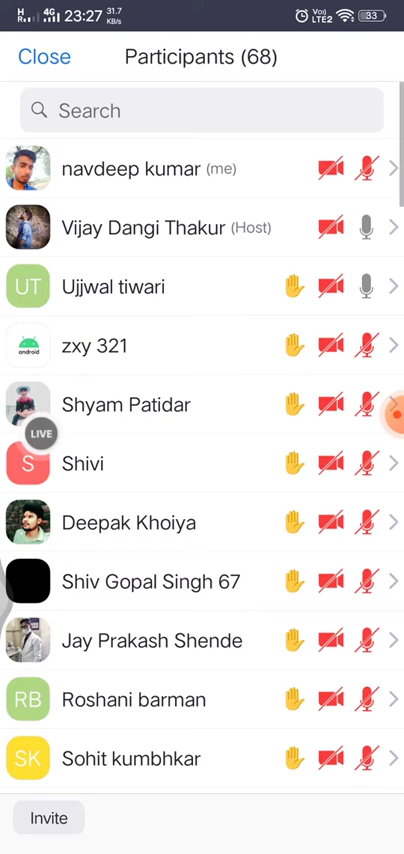 H R 4G 23:27 31.7 KB/s Vo) LTE2 33
Close Participants (68)
Search
navdeep kumar (me)
Vijay Dangi Thakur (Host)
UT Ujjwal tiwari
android zxy 321
Shyam Patidar
LIVE
S Shivi
Deepak Khoiya
Shiv Gopal Singh 67
Jay Prakash Shende
RB Roshani barman
SK Sohit kumbhkar
Invite